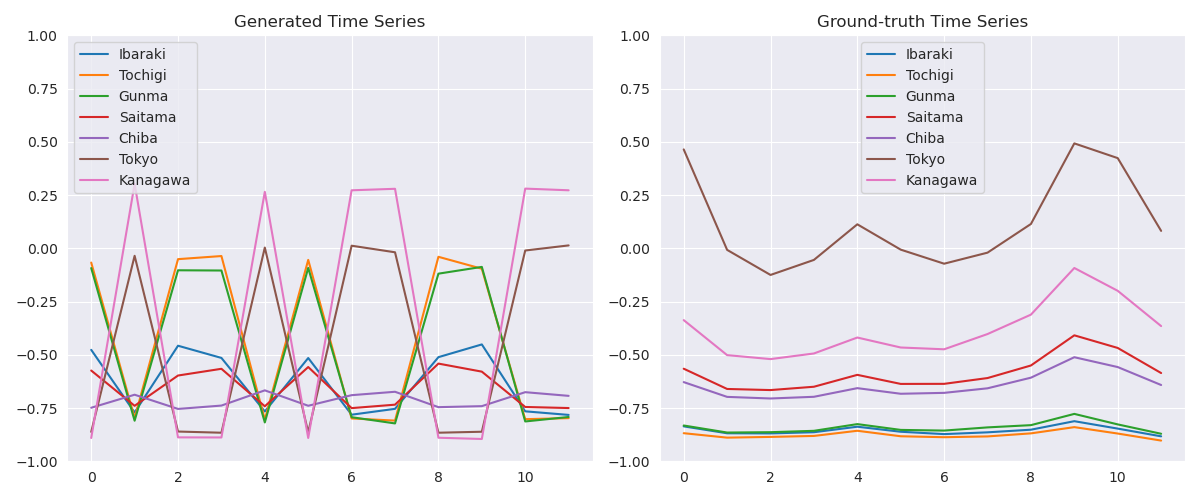 Generated Time Series
1.00
0.75
0.50
0.25
0.00
−0.25
−0.50
−0.75
−1.00
0
2
4
6
8
10
Ibaraki
Tochigi
Gunma
Saitama
Chiba
Tokyo
Kanagawa
Ground-truth Time Series
1.00
0.75
0.50
0.25
0.00
−0.25
−0.50
−0.75
−1.00
0
2
4
6
8
10
Ibaraki
Tochigi
Gunma
Saitama
Chiba
Tokyo
Kanagawa